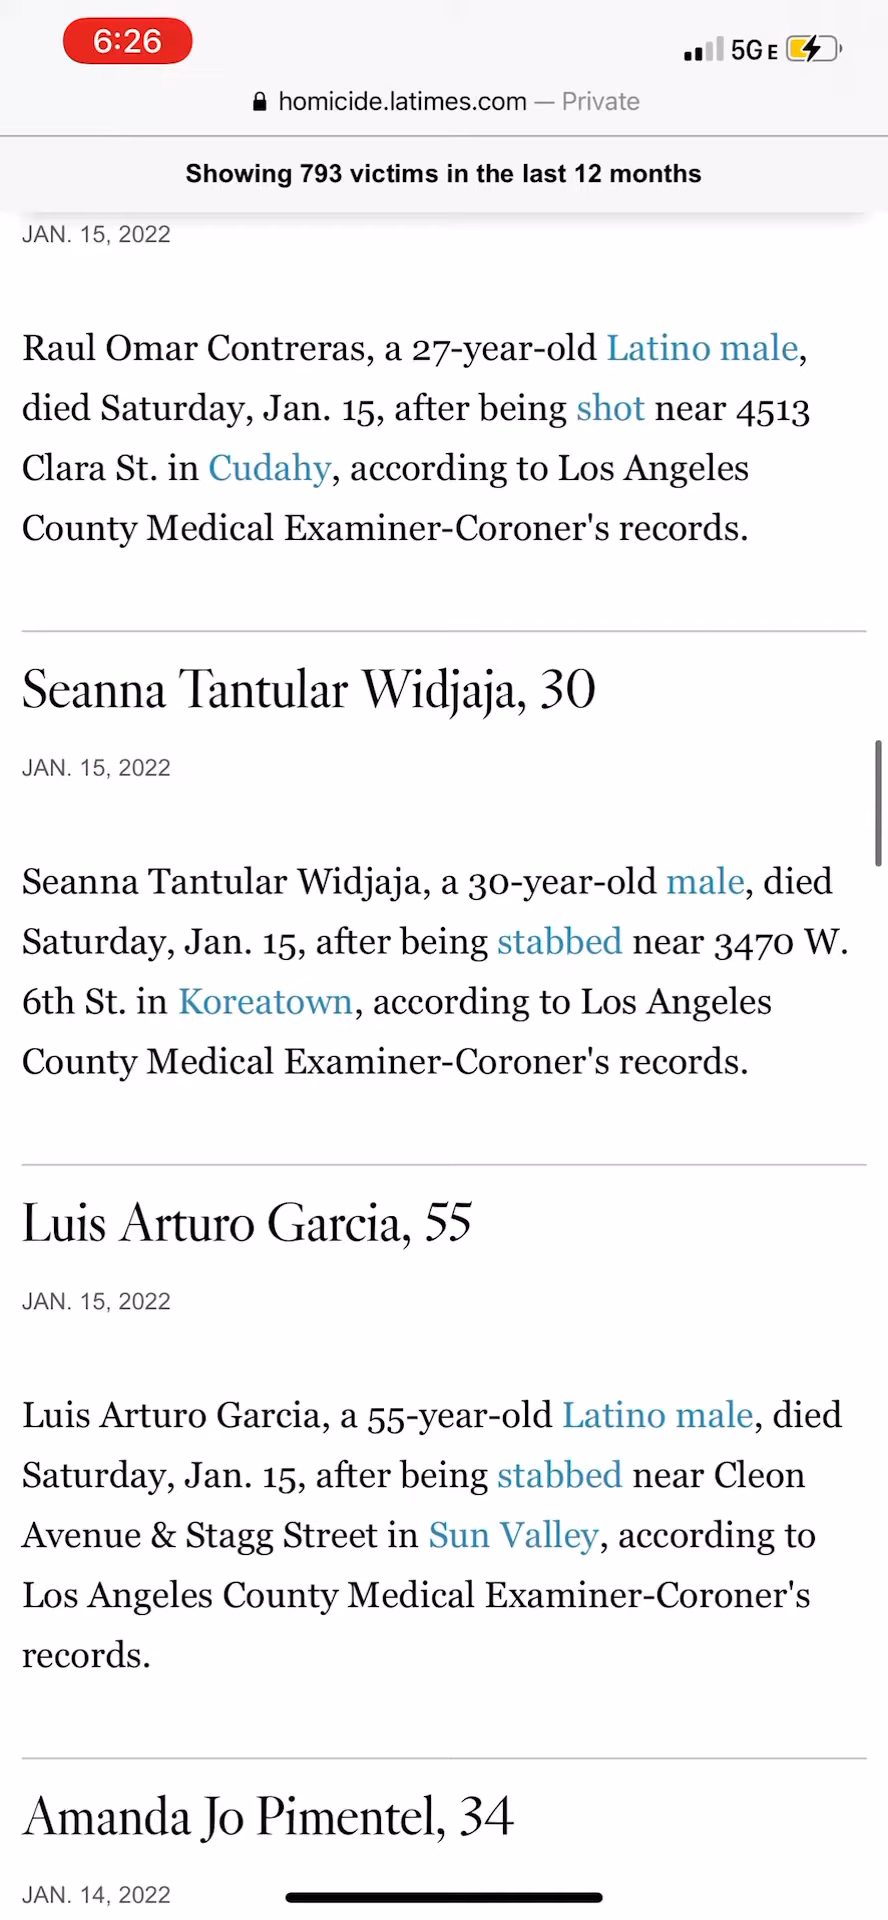 6:26
5G E
homicide.latimes.com — Private
Showing 793 victims in the last 12 months
JAN. 15, 2022
Raul Omar Contreras, a 27-year-old Latino male,
died Saturday, Jan. 15, after being shot near 4513
Clara St. in Cudahy, according to Los Angeles
County Medical Examiner-Coroner's records.
Seanna Tantular Widjaja, 30
JAN. 15, 2022
Seanna Tantular Widjaja, a 30-year-old male, died
Saturday, Jan. 15, after being stabbed near 3470 W.
6th St. in Koreatown, according to Los Angeles
County Medical Examiner-Coroner's records.
Luis Arturo Garcia, 55
JAN. 15, 2022
Luis Arturo Garcia, a 55-year-old Latino male, died
Saturday, Jan. 15, after being stabbed near Cleon
Avenue & Stagg Street in Sun Valley, according to
Los Angeles County Medical Examiner-Coroner's
records.
Amanda Jo Pimentel, 34
JAN. 14, 2022